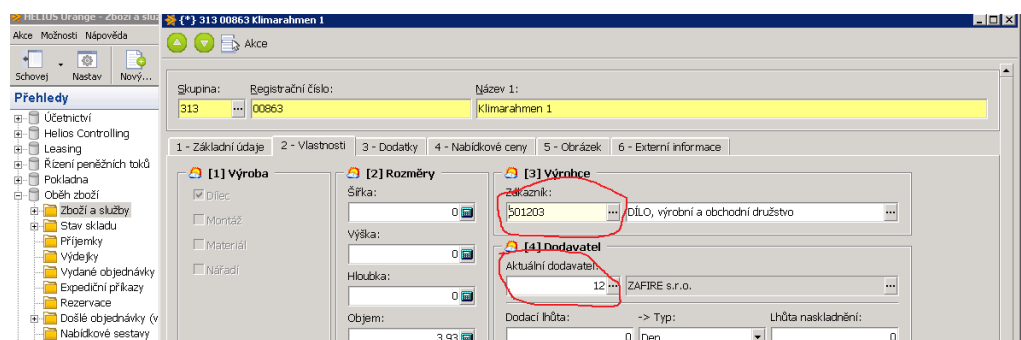 HELIOS Orange - Zboží a služ
{*} 313 00863 Klimarahmen 1
Akce Možnosti Nápověda
Akce
Schovej Nastav Nový...
Přehledy
Účetnictví
Helios Controlling
Leasing
Řízení peněžních toků
Pokladna
Oběh zboží
Zboží a služby
Stav skladu
Příjemky
Výdejky
Vydané objednávky
Expediční příkazy
Rezervace
Došlé objednávky (v
Nabídkové sestavy
Skupina: Registrační číslo: Název 1:
313 ... 00863 Klimarahmen 1
1 - Základní údaje 2 - Vlastnosti 3 - Dodatky 4 - Nabídkové ceny 5 - Obrázek 6 - Externí informace
[1] Výroba
Dílec
Montáž
Materiál
Nářadí
[2] Rozměry
Šířka:
0
Výška:
0
Hloubka:
0
Objem:
3,93
[3] Výrobce
Zákazník:
501203 ... DÍLO, výrobní a obchodní družstvo ...
[4] Dodavatel
Aktuální dodavatel:
12 ... ZAFIRE s.r.o. ...
Dodací lhůta: -> Typ: Lhůta naskladnění:
0 Den 0